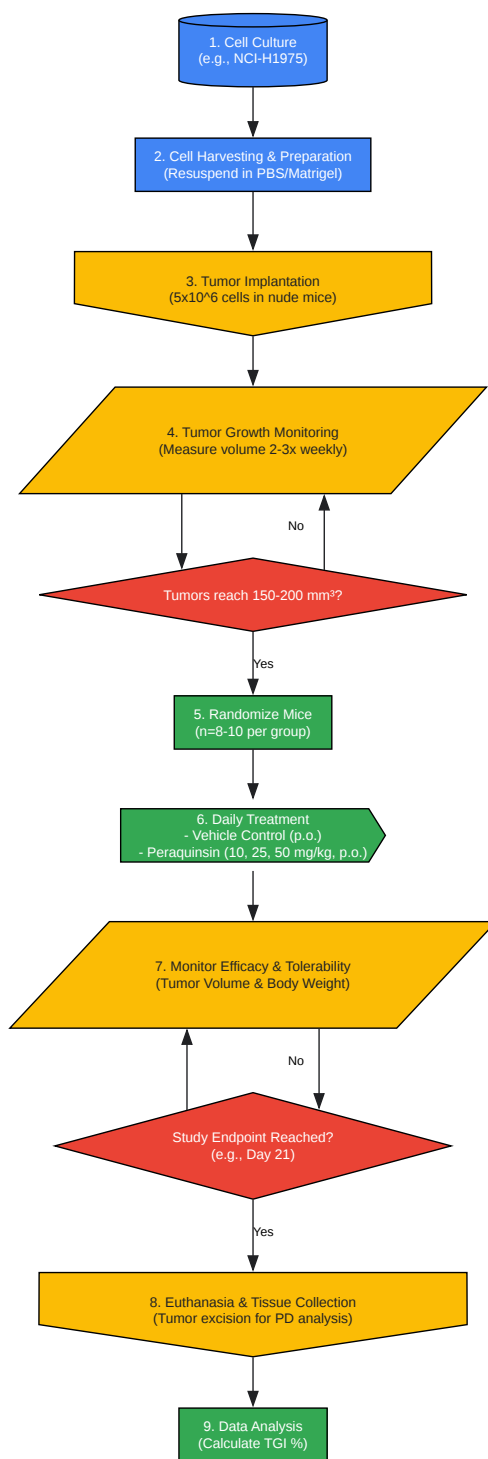 1. Cell Culture
(e.g., NCI-H1975)
2. Cell Harvesting & Preparation
(Resuspend in PBS/Matrigel)
3. Tumor Implantation
(5x10^6 cells in nude mice)
4. Tumor Growth Monitoring
(Measure volume 2-3x weekly)
No
Tumors reach 150-200 mm³?
Yes
5. Randomize Mice
(n=8-10 per group)
6. Daily Treatment
- Vehicle Control (p.o.)
- Peraquinsin (10, 25, 50 mg/kg, p.o.)
7. Monitor Efficacy & Tolerability
(Tumor Volume & Body Weight)
No
Study Endpoint Reached?
(e.g., Day 21)
Yes
8. Euthanasia & Tissue Collection
(Tumor excision for PD analysis)
9. Data Analysis
(Calculate TGI %)